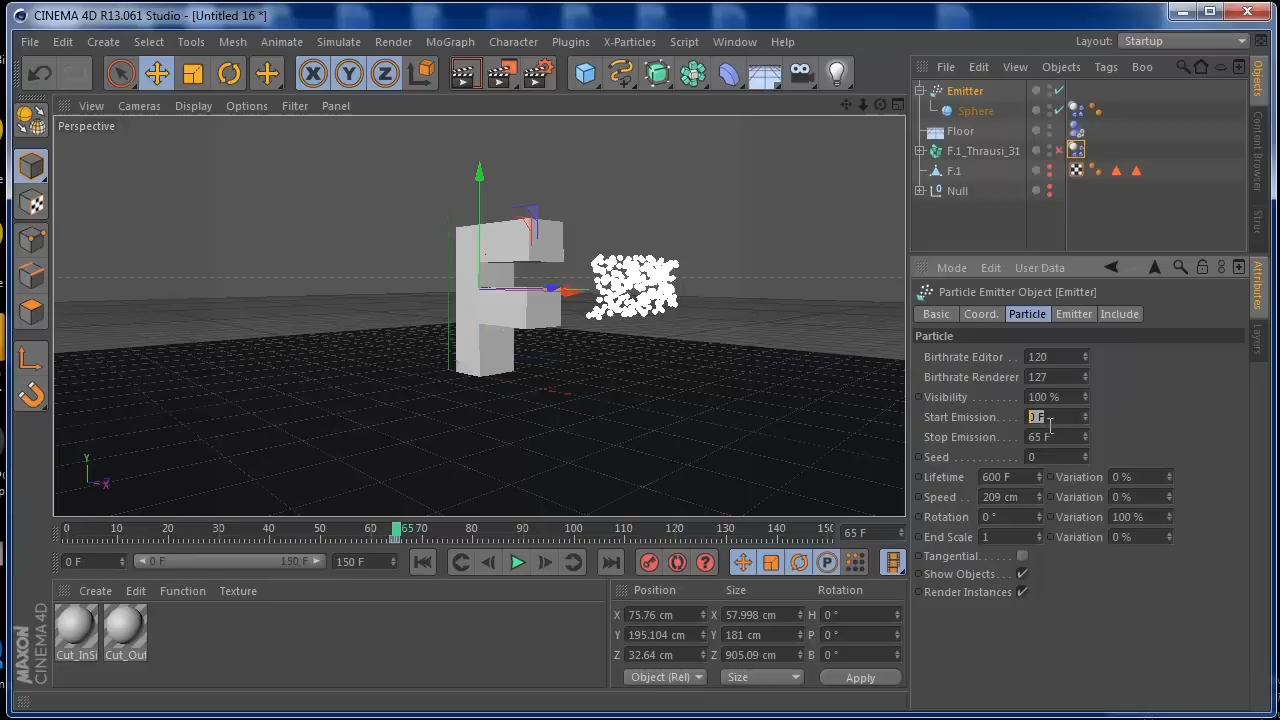 CINEMA 4D R13.061 Studio - [Untitled 16 *]
File Edit Create Select Tools Mesh Animate Simulate Render MoGraph Character Plugins X-Particles Script Window Help Layout: Startup
X Y Z
File Edit View Objects Tags Boo
View Cameras Display Options Filter Panel
Perspective
Emitter
Sphere
Floor
F.1_Thrausi_31
F.1
Null
Objects
Content Browser
Struc
Mode Edit User Data
Particle Emitter Object [Emitter]
Basic Coord. Particle Emitter Include
Particle
Birthrate Editor . . 120
Birthrate Renderer 127
Visibility . . . . . . . . 100 %
Start Emission. . . . 0 F
Stop Emission. . . . 65 F
Seed . . . . . . . . . . . 0
Lifetime 600 F Variation 0 %
Speed . . 209 cm Variation 0 %
Rotation 0 ° Variation 100 %
End Scale 1 Variation 0 %
Tangential. . . . . . .
Show Objects . . .
Render Instances
Attributes
Layers
Y
X
0 10 20 30 40 50 60 65 70 80 90 100 110 120 130 140 150 65 F
0 F 0 F 150 F 150 F P
Create Edit Function Texture
Cut_InSi Cut_Out
Position Size Rotation
X 75.76 cm X 57.998 cm H 0 °
Y 195.104 cm Y 181 cm P 0 °
Z 32.64 cm Z 905.09 cm B 0 °
Object (Rel) Size Apply
MAXON
CINEMA 4D